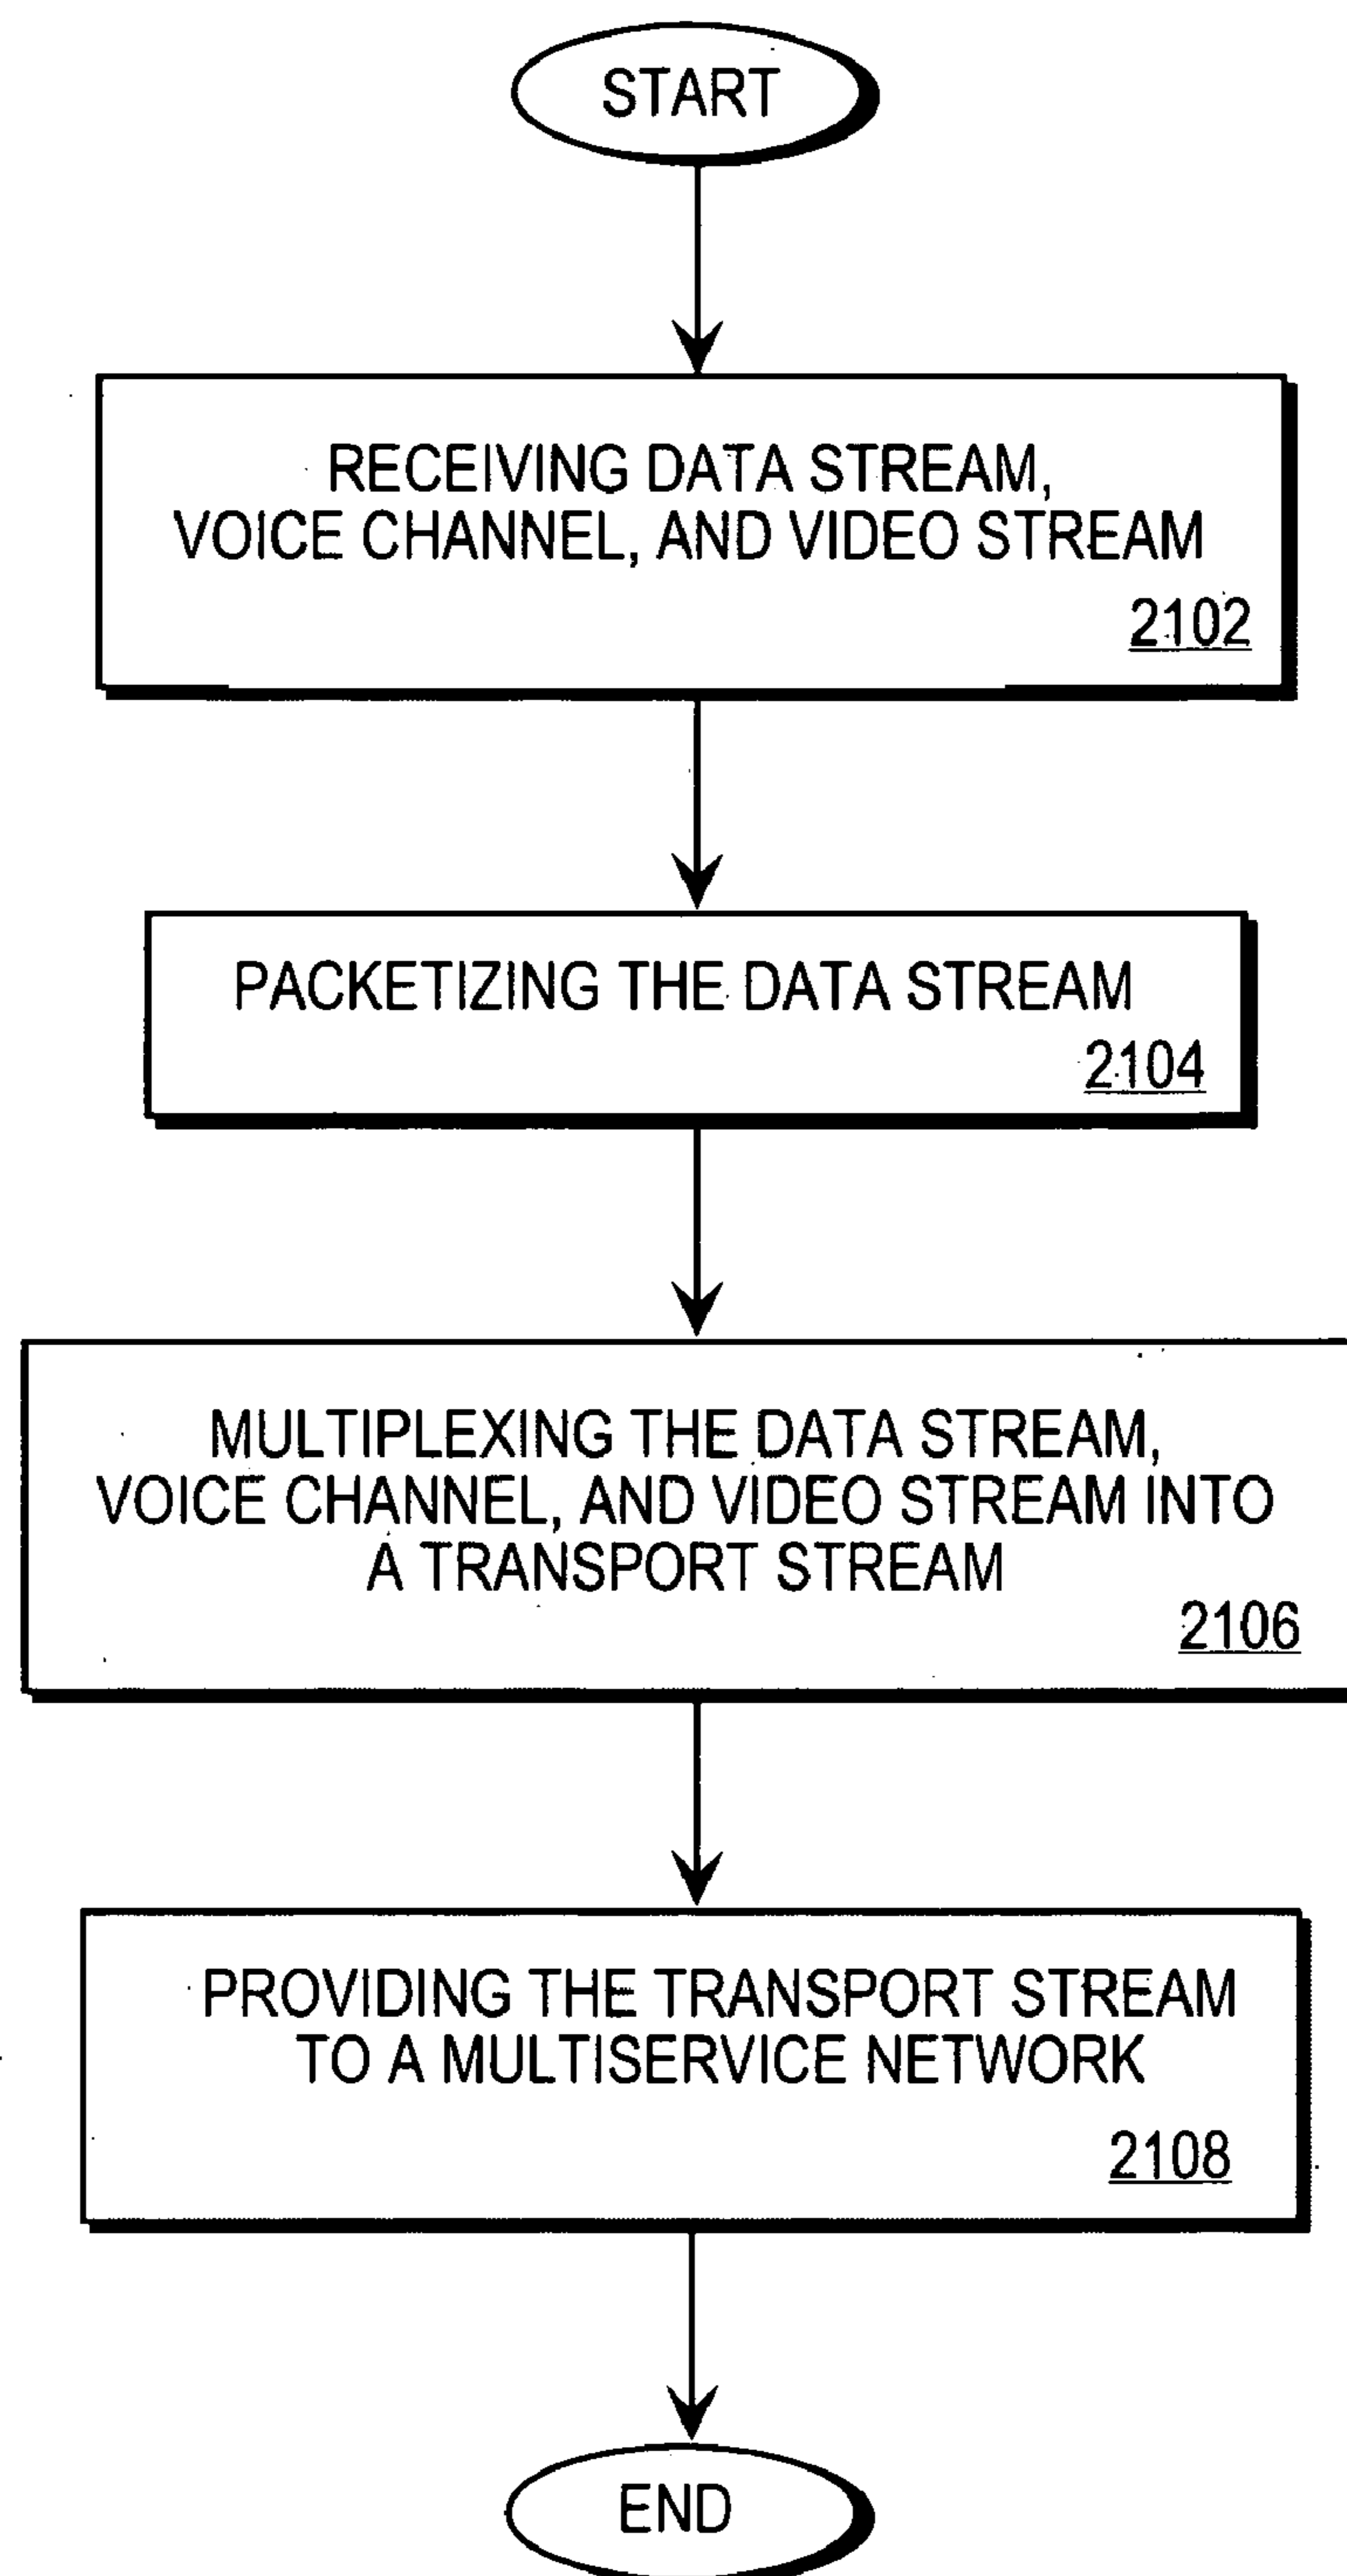 START
RECEIVING DATA STREAM,
VOICE CHANNEL, AND VIDEO STREAM
2102
PACKETIZING THE DATA STREAM
2104
MULTIPLEXING THE DATA STREAM,
VOICE CHANNEL, AND VIDEO STREAM INTO
A TRANSPORT STREAM
2106
PROVIDING THE TRANSPORT STREAM
TO A MULTISERVICE NETWORK
2108
END